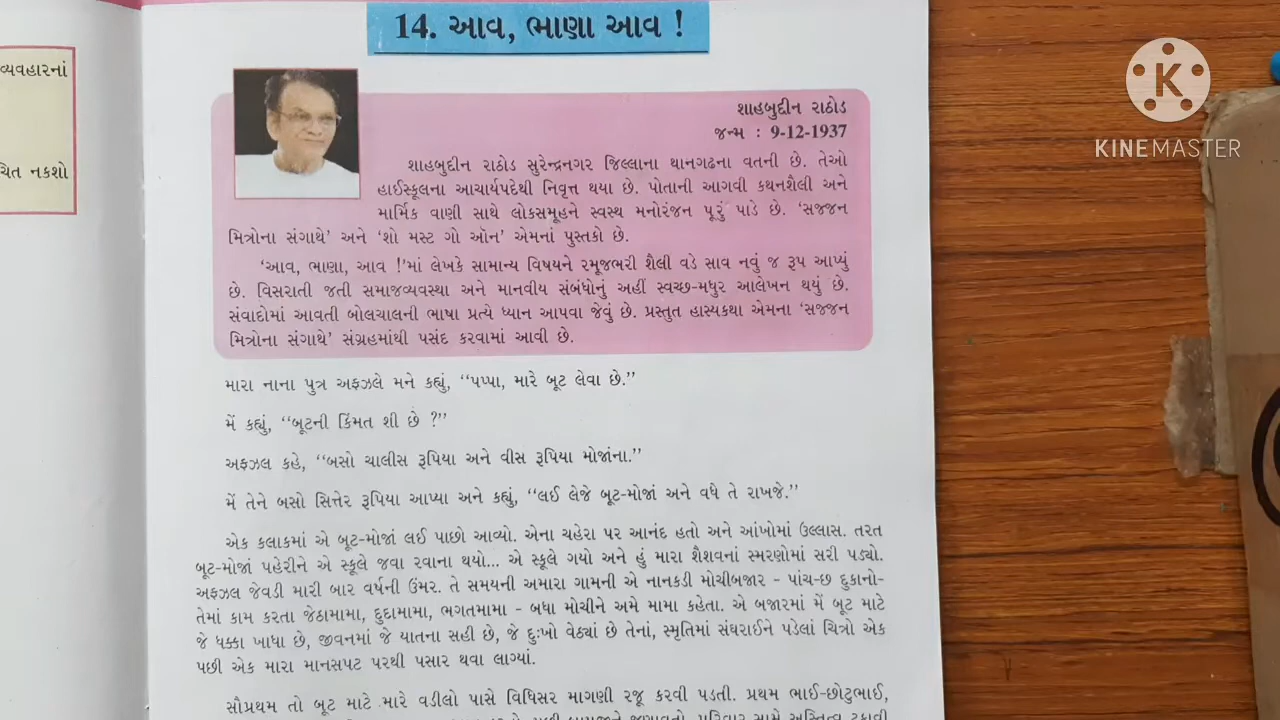 વ્યવહારનાં
ચિત નકશો
14. આવ, ભાણા આવ !
શાહબુદ્દીન રાઠોડ
જન્મ : 9-12-1937
શાહબુદ્દીન રાઠોડ સુરેન્દ્રનગર જિલ્લાના થાનગઢના વતની છે. તેઓ
હાઈસ્કૂલના આચાર્યપદેથી નિવૃત્ત થયા છે. પોતાની આગવી કથનશૈલી અને
માર્મિક વાણી સાથે લોકસમૂહને સ્વસ્થ મનોરંજન પૂરું પાડે છે. ‘સજ્જન
મિત્રોના સંગાથે’ અને ‘શો મસ્ટ ગો ઑન’ એમનાં પુસ્તકો છે.
‘આવ, ભાણા, આવ !’માં લેખકે સામાન્ય વિષયને રમૂજભરી શૈલી વડે સાવ નવું જ રૂપ આપ્યું
છે. વિસરાતી જતી સમાજવ્યવસ્થા અને માનવીય સંબંધોનું અહીં સ્વચ્છ-મધુર આલેખન થયું છે.
સંવાદોમાં આવતી બોલચાલની ભાષા પ્રત્યે ધ્યાન આપવા જેવું છે. પ્રસ્તુત હાસ્યકથા એમના ‘સજ્જન
મિત્રોના સંગાથે’ સંગ્રહમાંથી પસંદ કરવામાં આવી છે.
મારા નાના પુત્ર અફઝલે મને કહ્યું, “પપ્પા, મારે બૂટ લેવા છે.”
મેં કહ્યું, “બૂટની કિંમત શી છે ?”
અફઝલ કહે, “બસો ચાલીસ રૂપિયા અને વીસ રૂપિયા મોજાંના.”
મેં તેને બસો સિત્તેર રૂપિયા આપ્યા અને કહ્યું, “લઈ લેજે બૂટ-મોજાં અને વધે તે રાખજે.”
એક કલાકમાં એ બૂટ-મોજાં લઈ પાછો આવ્યો. એના ચહેરા પર આનંદ હતો અને આંખોમાં ઉલ્લાસ. તરત
બૂટ-મોજાં પહેરીને એ સ્કૂલે જવા રવાના થયો... એ સ્કૂલે ગયો અને હું મારા શૈશવનાં સ્મરણોમાં સરી પડ્યો.
અફઝલ જેવડી મારી બાર વર્ષની ઉંમર. તે સમયની અમારા ગામની એ નાનકડી મોચીબજાર - પાંચ-છ દુકાનો-
તેમાં કામ કરતા જેઠામામા, દુદામામા, ભગતમામા - બધા મોચીને અમે મામા કહેતા. એ બજારમાં મેં બૂટ માટે
જે ધક્કા ખાધા છે, જીવનમાં જે યાતના સહી છે, જે દુઃખો વેઠ્યાં છે તેનાં, સ્મૃતિમાં સંઘરાઈને પડેલાં ચિત્રો એક
પછી એક મારા માનસપટ પરથી પસાર થવા લાગ્યાં.
સૌપ્રથમ તો બૂટ માટે મારે વડીલો પાસે વિધિસર માગણી રજૂ કરવી પડતી. પ્રથમ ભાઈ-છોટુભાઈ,
K
KINEMASTER